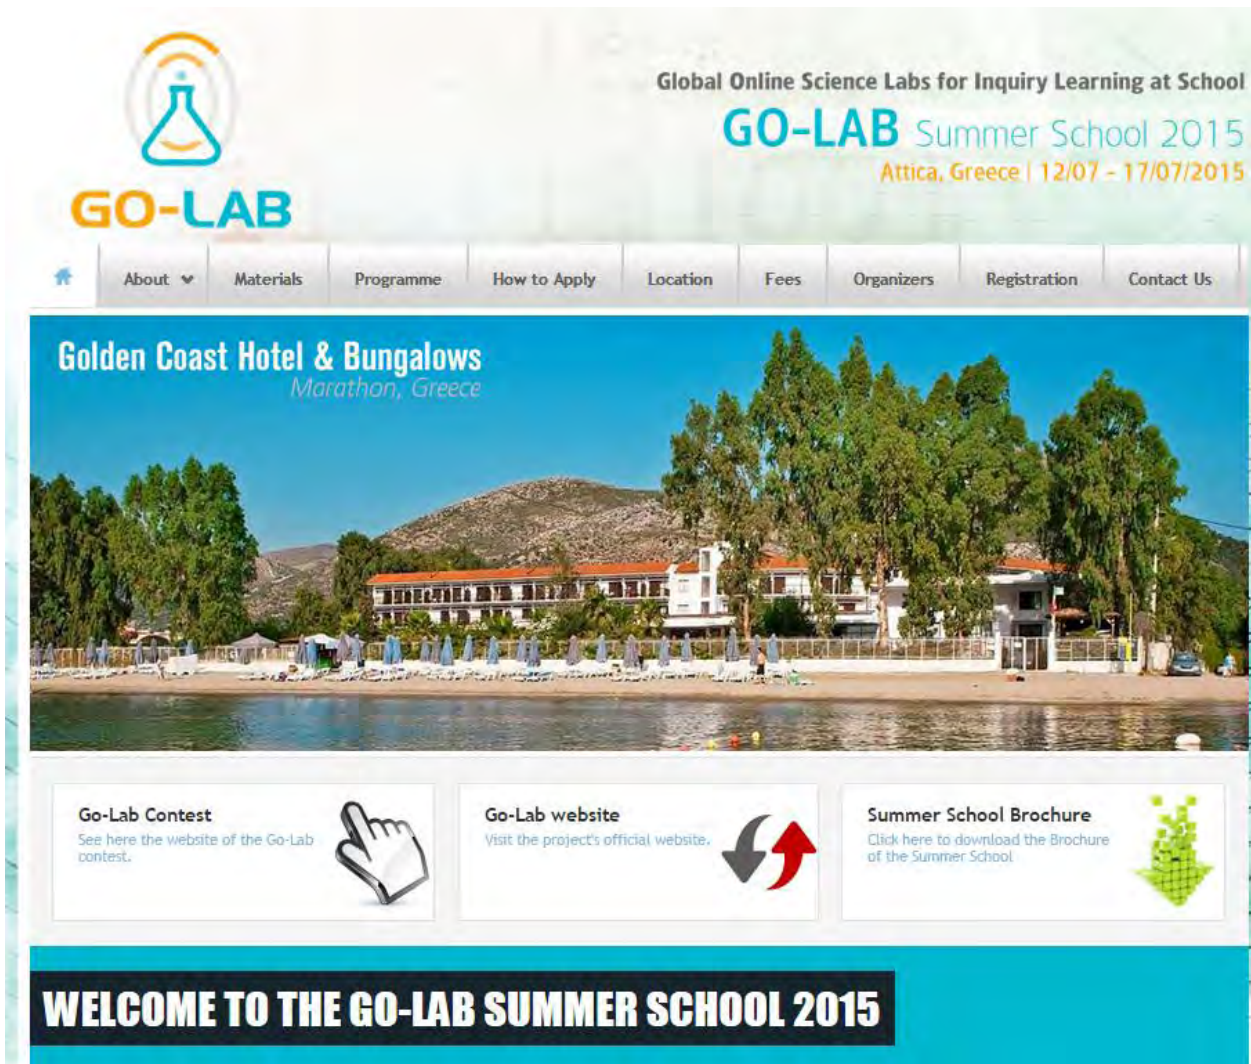 GO-LAB
Global Online Science Labs for Inquiry Learning at School
GO-LAB Summer School 2015
Attica, Greece | 12/07 - 17/07/2015
About
Materials
Programme
How to Apply
Location
Fees
Organizers
Registration
Contact Us
Golden Coast Hotel & Bungalows
Marathon, Greece
Go-Lab Contest
See here the website of the Go-Lab
contest.
Go-Lab website
Visit the project's official website.
Summer School Brochure
Click here to download the Brochure
of the Summer School
WELCOME TO THE GO-LAB SUMMER SCHOOL 2015